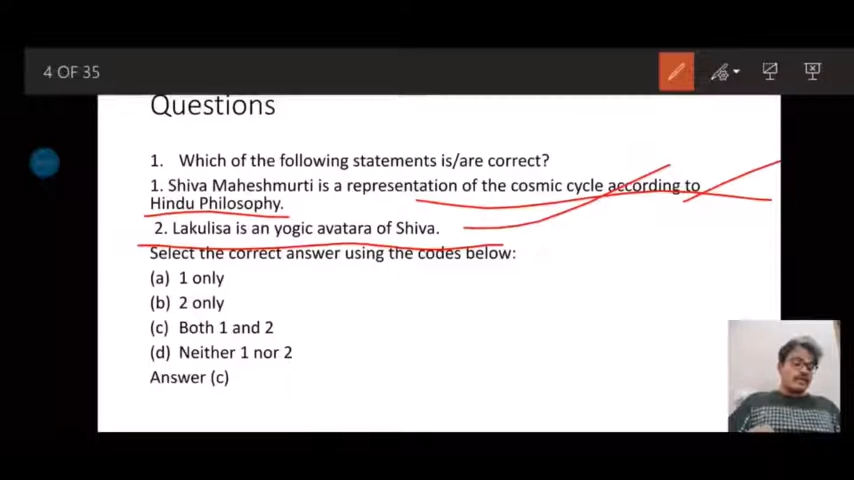 4 OF 35
Questions
1. Which of the following statements is/are correct?
1. Shiva Maheshmurti is a representation of the cosmic cycle according to
Hindu Philosophy.
2. Lakulisa is an yogic avatara of Shiva.
Select the correct answer using the codes below:
(a) 1 only
(b) 2 only
(c) Both 1 and 2
(d) Neither 1 nor 2
Answer (c)